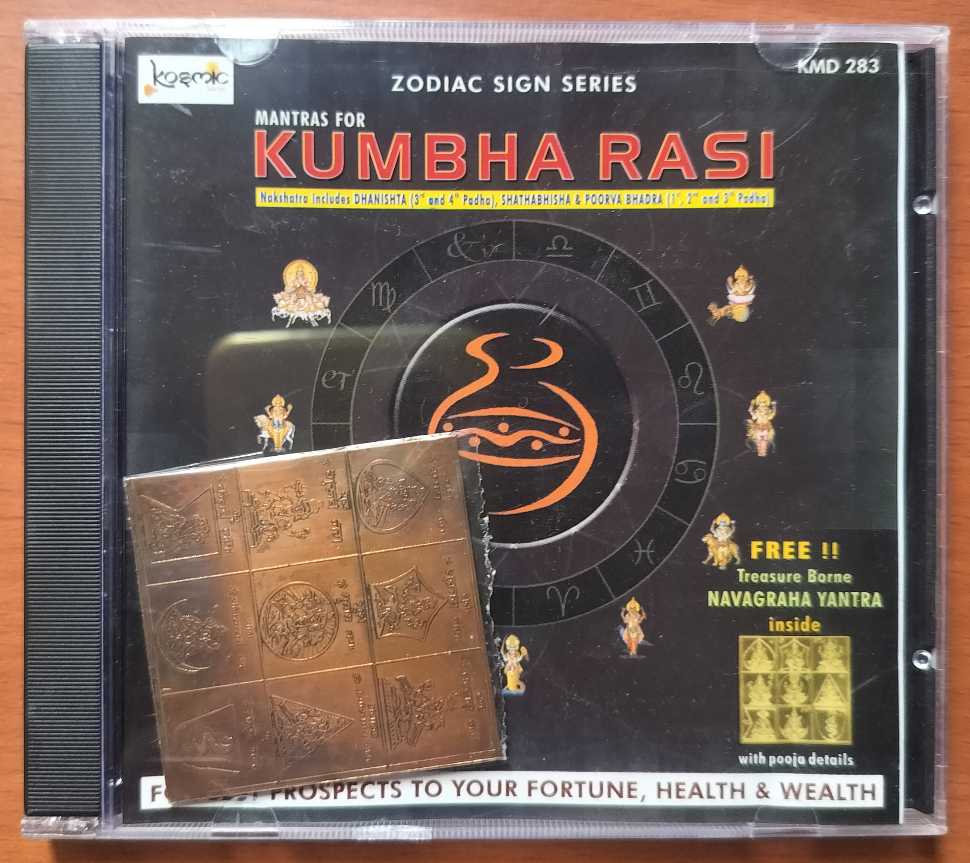 Kosmic
ZODIAC SIGN SERIES
KMD 283
MANTRAS FOR
KUMBHA RASI
Nakshatra includes DHANISHTA (3rd and 4th Padha), SHATHABHISHA & POORVA BHADRA (1st, 2nd and 3rd Padha)
FREE !!
Treasure Borne
NAVAGRAHA YANTRA
inside
with pooja details
PROSPECTS TO YOUR FORTUNE, HEALTH & WEALTH